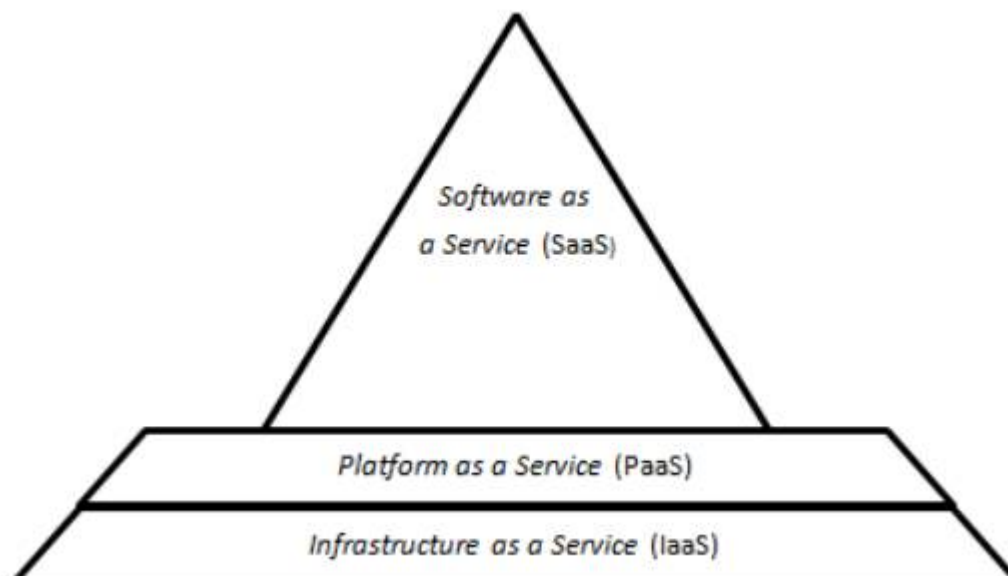 Software as
a Service (SaaS)
Platform as a Service (PaaS)
Infrastructure as a Service (IaaS)